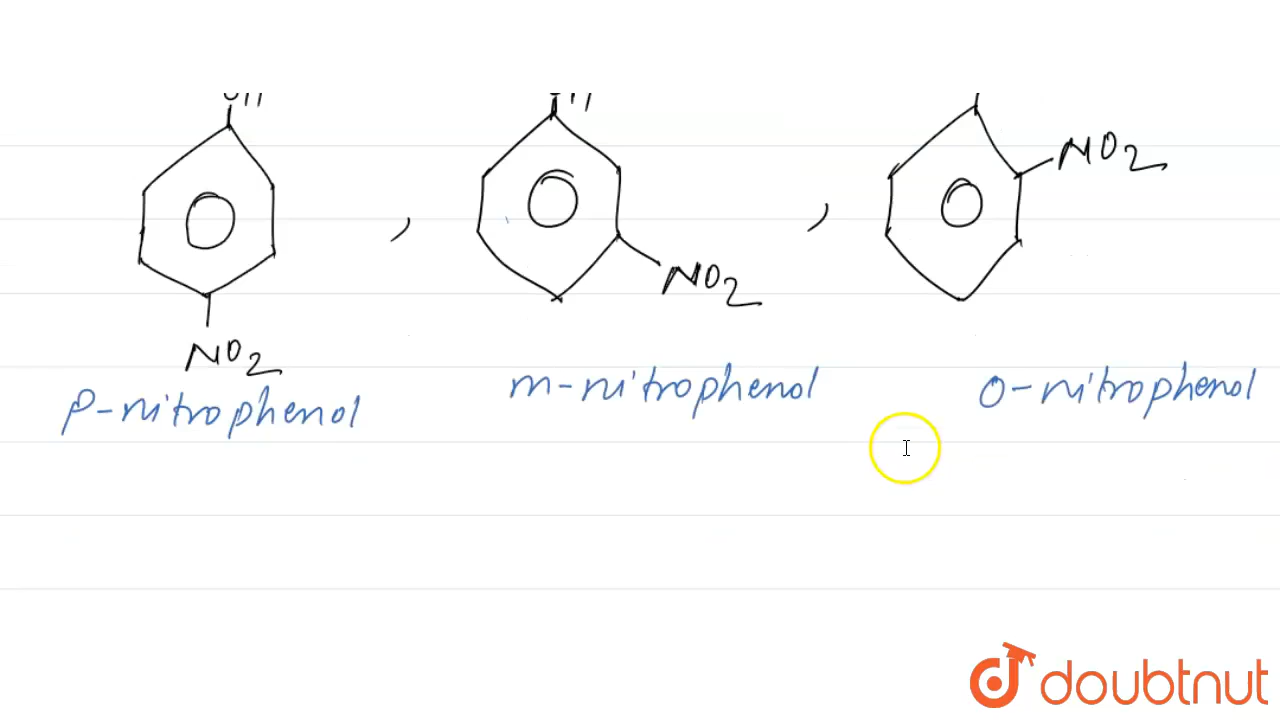 NO2
NO2
NO2
p-nitrophenol
m-nitrophenol
o-nitrophenol
doubtnut